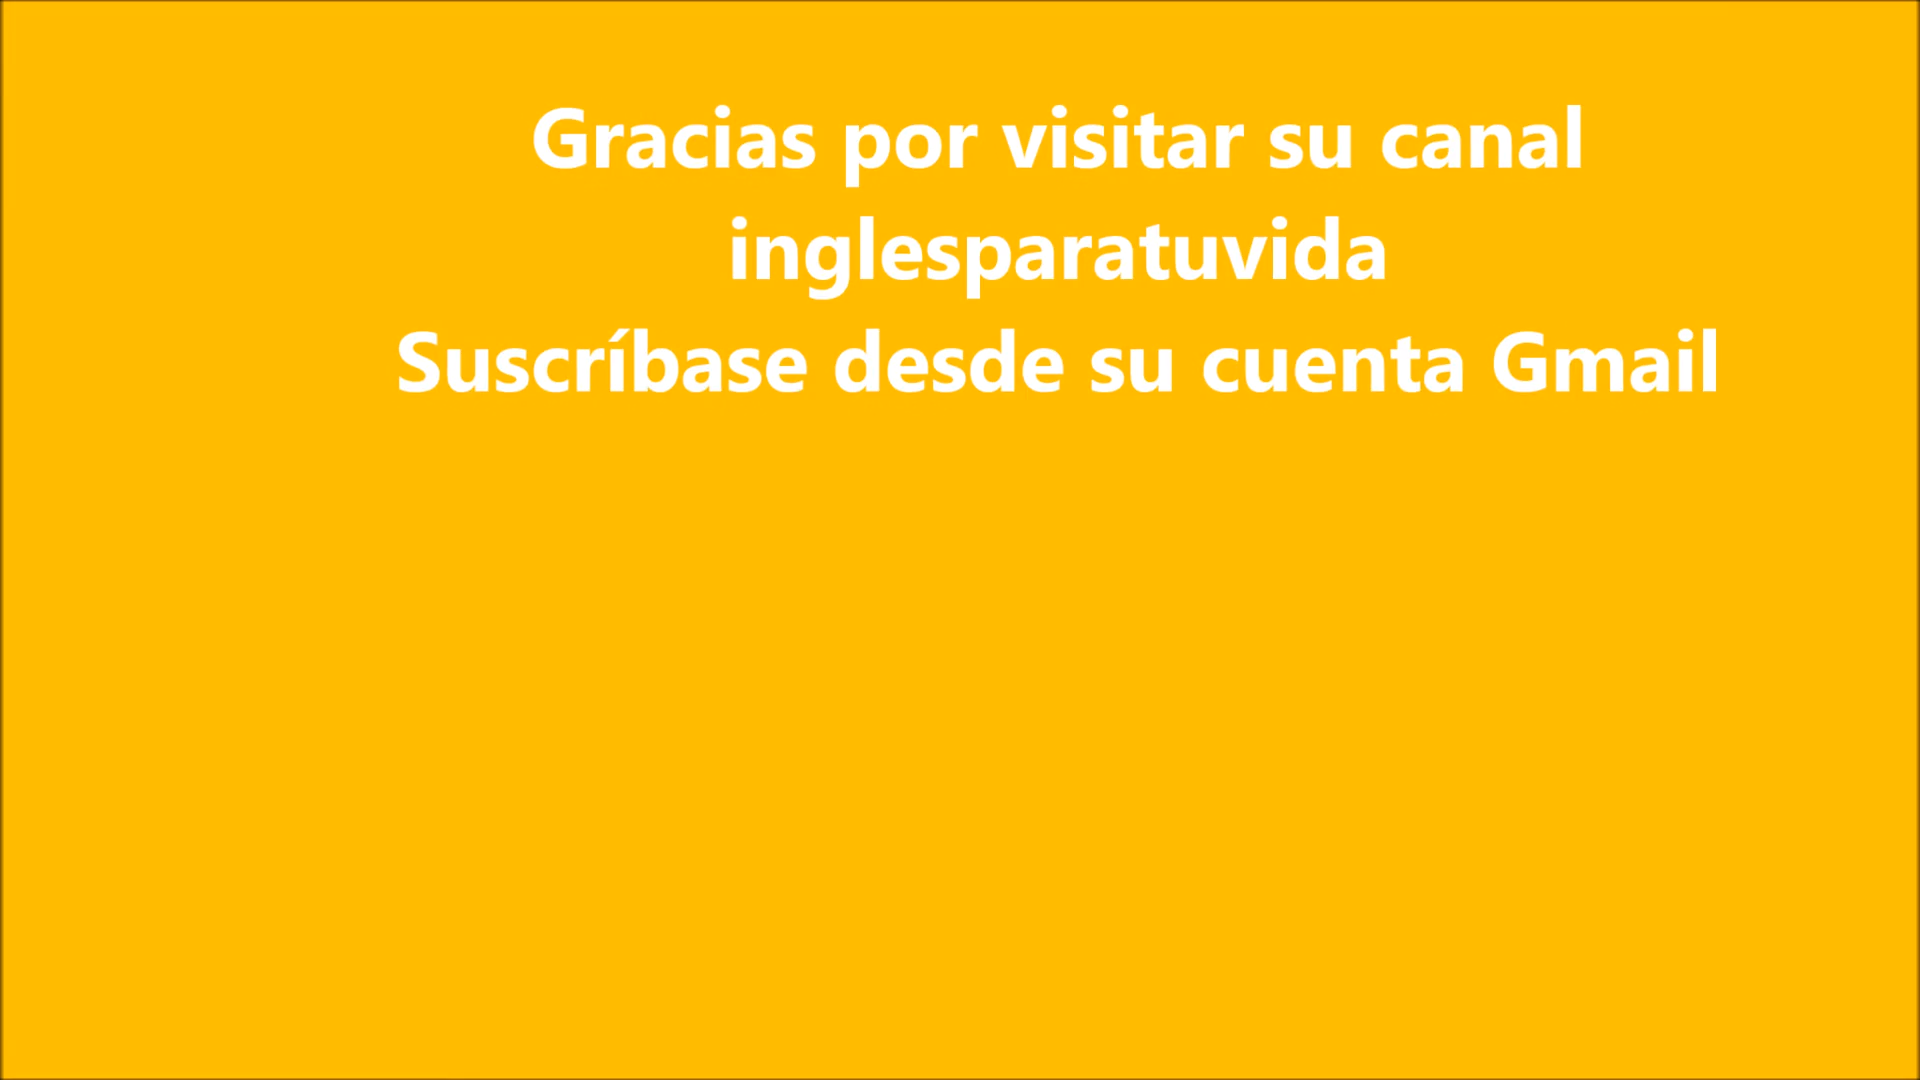 Gracias por visitar su canal
inglesparatuvida
Suscríbase desde su cuenta Gmail